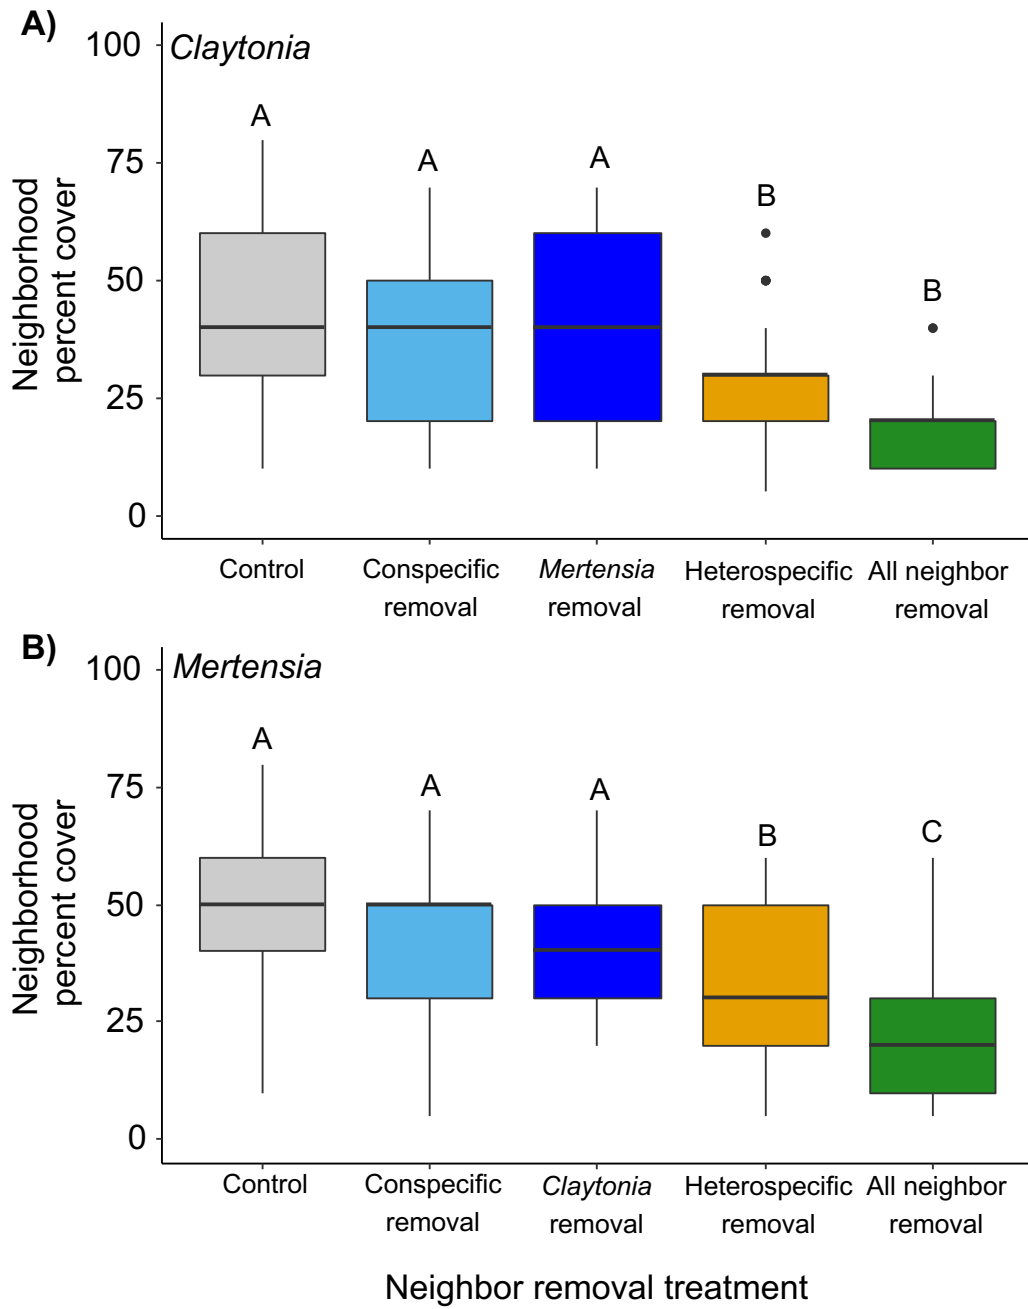 A)
Claytonia
100
75
50
25
0
Neighborhood
percent cover
A
A
A
B
B
Control
Conspecific
removal
Mertensia
removal
Heterospecific
removal
All neighbor
removal
B)
Mertensia
100
75
50
25
0
Neighborhood
percent cover
A
A
A
B
C
Control
Conspecific
removal
Claytonia
removal
Heterospecific
removal
All neighbor
removal
Neighbor removal treatment